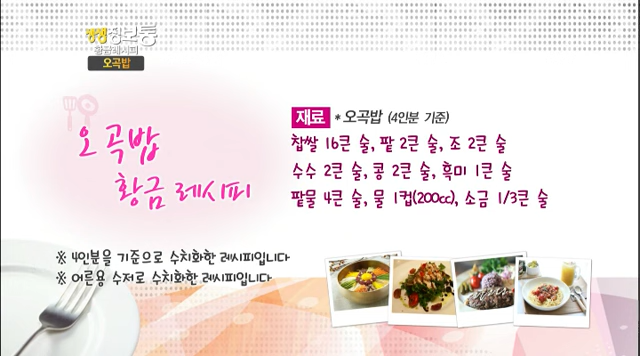 쨍쨍 정보통
황금레시피
오곡밥
오곡밥
황금 레시피
재료 * 오곡밥 (4인분 기준)
찹쌀 16큰 술, 팥 2큰 술, 조 2큰 술
수수 2큰 술, 콩 2큰 술, 흑미 1큰 술
팥물 4큰 술, 물 1컵(200cc), 소금 1/3큰 술
※ 4인분을 기준으로 수치화한 레시피입니다
※ 어른용 수저로 수치화한 레시피입니다